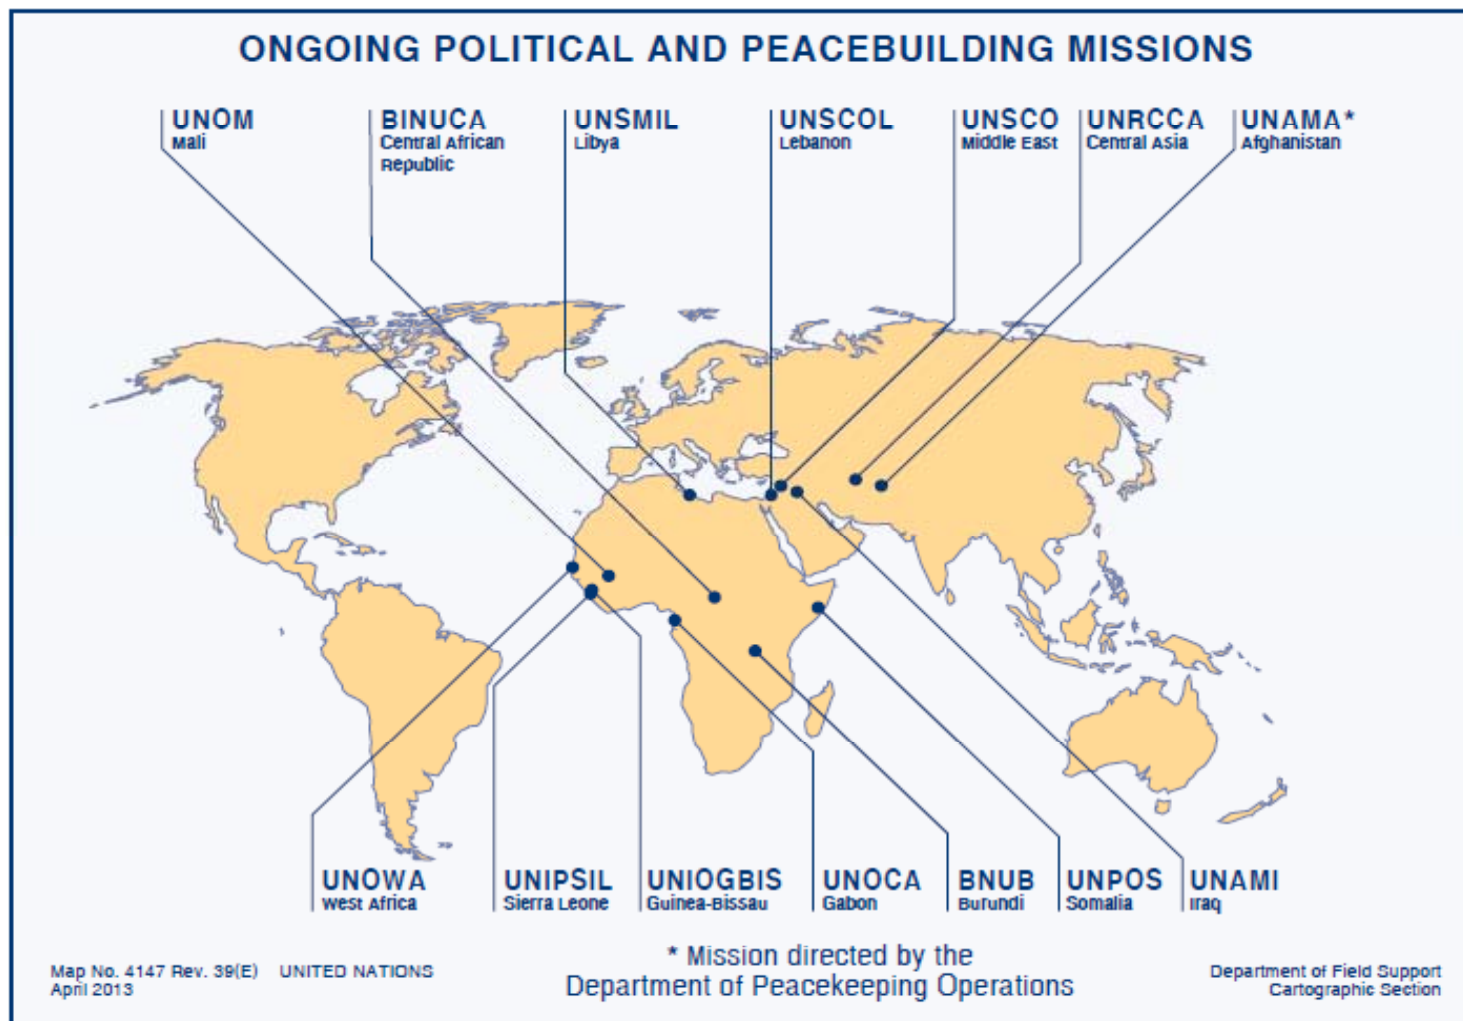 ONGOING POLITICAL AND PEACEBUILDING MISSIONS
UNOM
Mali
BINUCA
Central African
Republic
UNSMIL
Libya
UNSCOL
Lebanon
UNSCO
Middle East
UNRCCA
Central Asia
UNAMA*
Afghanistan
UNOWA
West Africa
UNIPSIL
Sierra Leone
UNIOGBIS
Guinea-Bissau
UNOCA
Gabon
BNUB
Burundi
UNPOS
Somalia
UNAMI
Iraq
* Mission directed by the
Department of Peacekeeping Operations
Map No. 4147 Rev. 39(E) UNITED NATIONS
April 2013
Department of Field Support
Cartographic Section